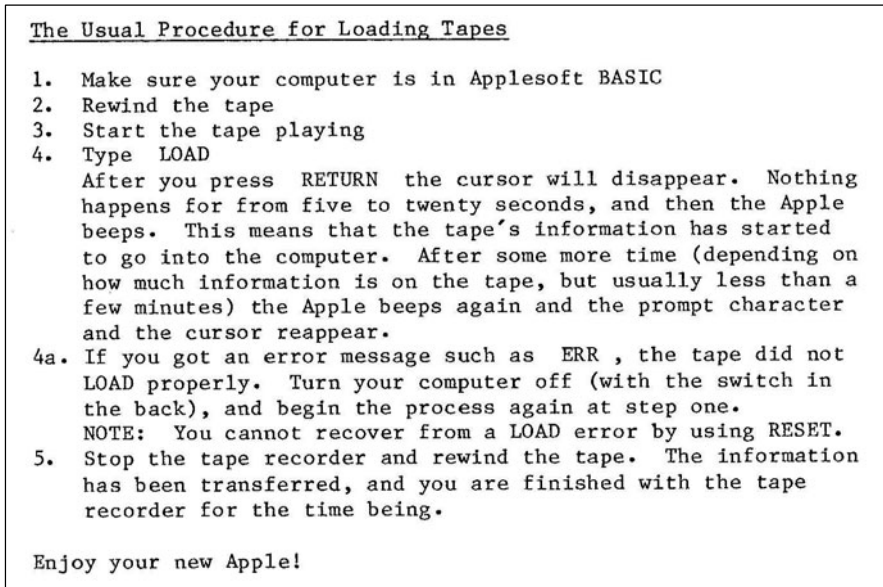 The Usual Procedure for Loading Tapes
1. Make sure your computer is in Applesoft BASIC
2. Rewind the tape
3. Start the tape playing
4. Type LOAD
After you press RETURN the cursor will disappear. Nothing
happens for from five to twenty seconds, and then the Apple
beeps. This means that the tape's information has started
to go into the computer. After some more time (depending on
how much information is on the tape, but usually less than a
few minutes) the Apple beeps again and the prompt character
and the cursor reappear.
4a. If you got an error message such as ERR , the tape did not
LOAD properly. Turn your computer off (with the switch in
the back), and begin the process again at step one.
NOTE: You cannot recover from a LOAD error by using RESET.
5. Stop the tape recorder and rewind the tape. The information
has been transferred, and you are finished with the tape
recorder for the time being.
Enjoy your new Apple!